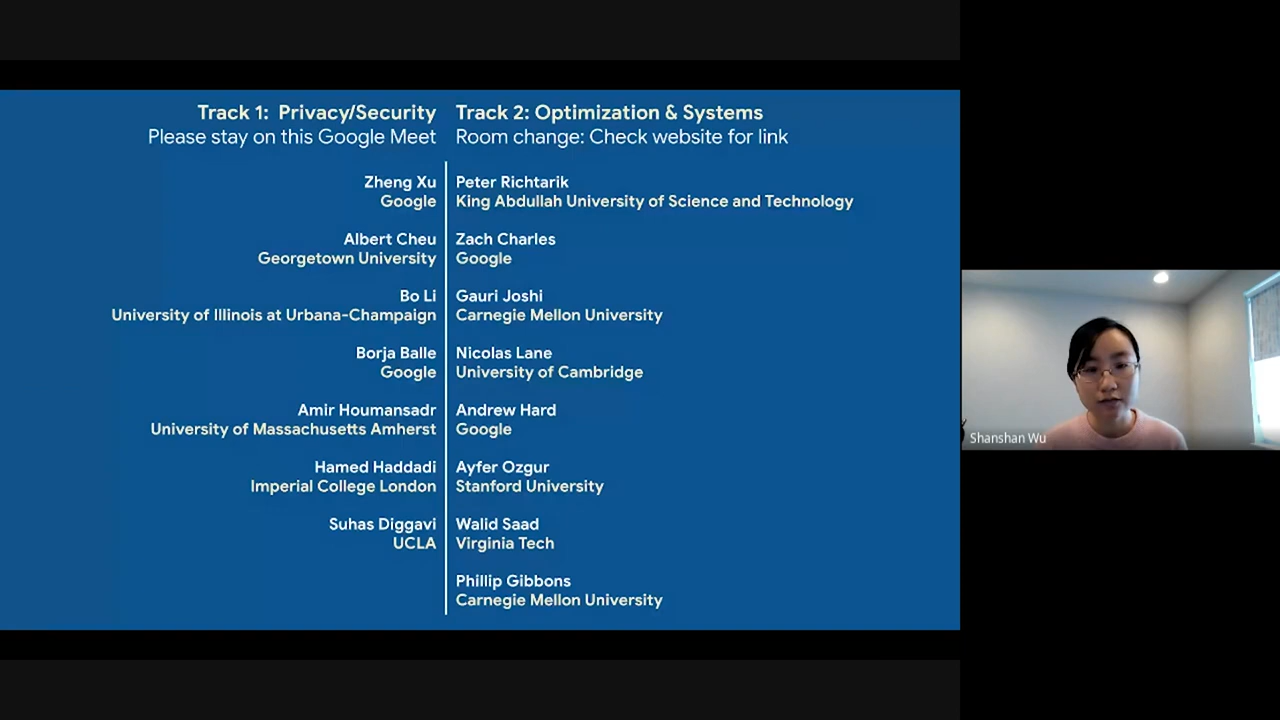 Track 1: Privacy/Security
Please stay on this Google Meet
Zheng Xu
Google
Albert Cheu
Georgetown University
Bo Li
University of Illinois at Urbana-Champaign
Borja Balle
Google
Amir Houmansadr
University of Massachusetts Amherst
Hamed Haddadi
Imperial College London
Suhas Diggavi
UCLA
Track 2: Optimization & Systems
Room change: Check website for link
Peter Richtarik
King Abdullah University of Science and Technology
Zach Charles
Google
Gauri Joshi
Carnegie Mellon University
Nicolas Lane
University of Cambridge
Andrew Hard
Google
Ayfer Ozgur
Stanford University
Walid Saad
Virginia Tech
Phillip Gibbons
Carnegie Mellon University
Shanshan Wu